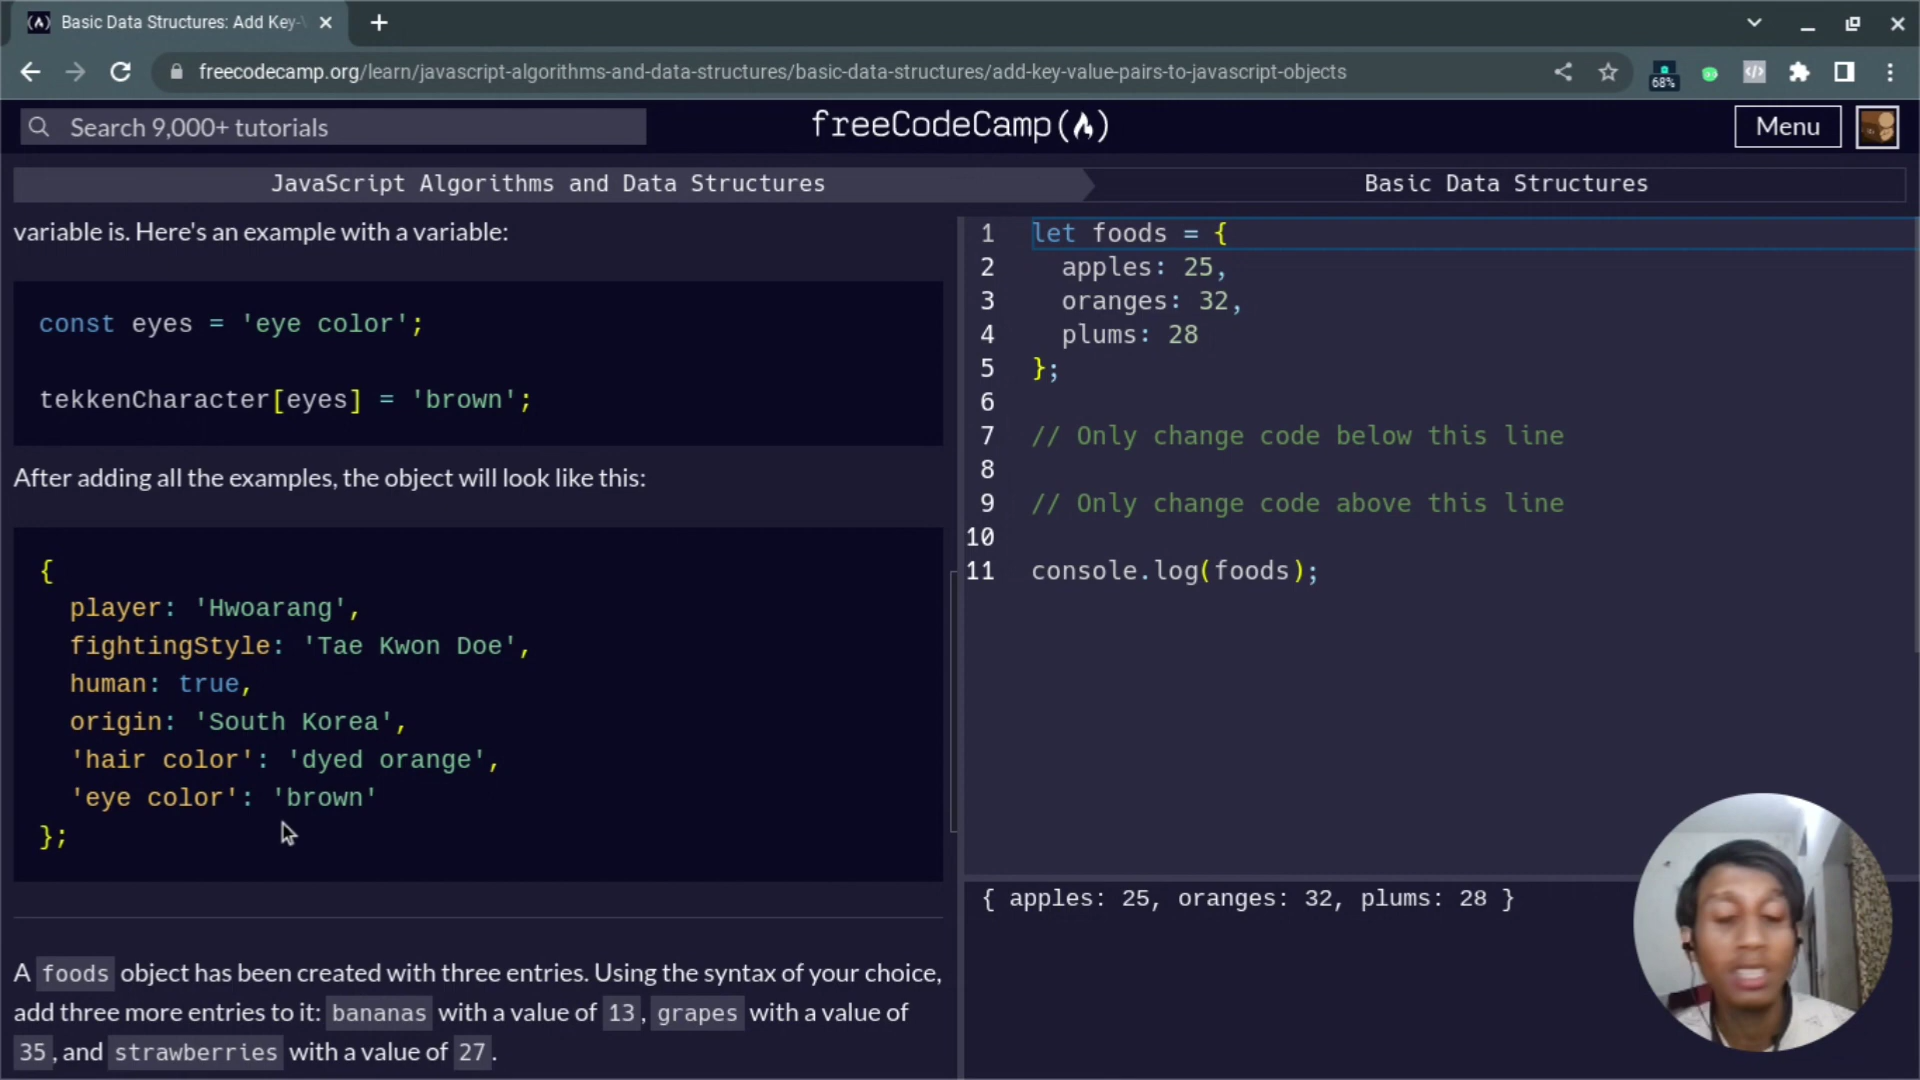 Basic Data Structures: Add Key-V
freecodecamp.org/learn/javascript-algorithms-and-data-structures/basic-data-structures/add-key-value-pairs-to-javascript-objects
68%
Search 9,000+ tutorials
freeCodeCamp
Menu
JavaScript Algorithms and Data Structures
Basic Data Structures
variable is. Here's an example with a variable:
const eyes = 'eye color';
tekkenCharacter[eyes] = 'brown';
After adding all the examples, the object will look like this:
{
player: 'Hwoarang',
fightingStyle: 'Tae Kwon Doe',
human: true,
origin: 'South Korea',
'hair color': 'dyed orange',
'eye color': 'brown'
};
A foods object has been created with three entries. Using the syntax of your choice,
add three more entries to it: bananas with a value of 13, grapes with a value of
35, and strawberries with a value of 27.
1 let foods = {
2 apples: 25,
3 oranges: 32,
4 plums: 28
5 };
6
7 // Only change code below this line
8
9 // Only change code above this line
10
11 console.log(foods);
{ apples: 25, oranges: 32, plums: 28 }